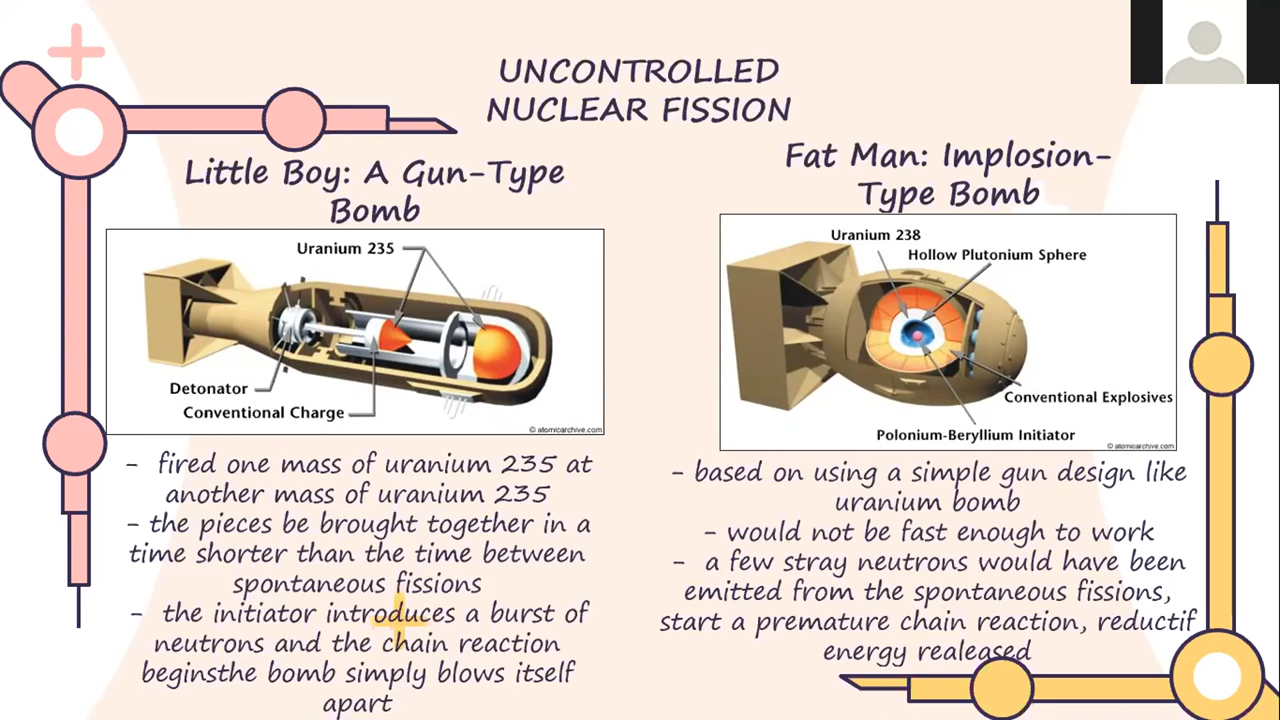 UNCONTROLLED
NUCLEAR FISSION
Little Boy: A Gun-Type
Bomb
Uranium 235
Detonator
Conventional Charge
© atomicarchive.com
- fired one mass of uranium 235 at
another mass of uranium 235
- the pieces be brought together in a
time shorter than the time between
spontaneous fissions
- the initiator introduces a burst of
neutrons and the chain reaction
beginsthe bomb simply blows itself
apart
Fat Man: Implosion-
Type Bomb
Uranium 238
Hollow Plutonium Sphere
Conventional Explosives
Polonium-Beryllium Initiator
© atomicarchive.com
- based on using a simple gun design like
uranium bomb
- would not be fast enough to work
- a few stray neutrons would have been
emitted from the spontaneous fissions,
start a premature chain reaction, reductif
energy realeased